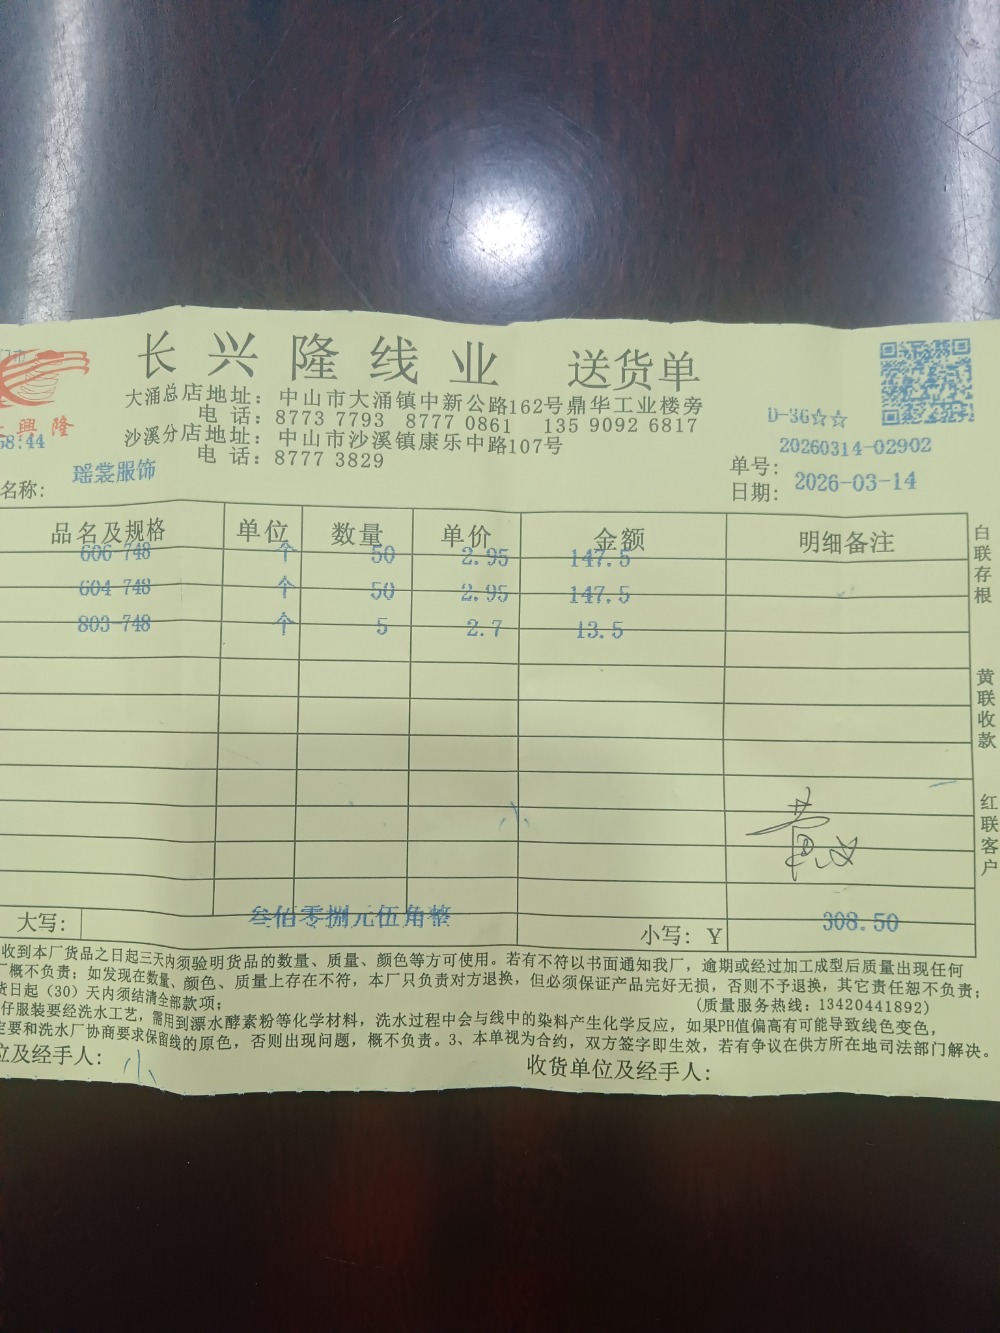 长兴隆线业 送货单
大涌总店地址：中山市大涌镇中新公路162号鼎华工业楼旁
电 话：8773 7793 8777 0861 135 9092 6817
沙溪分店地址：中山市沙溪镇康乐中路107号
电 话：8777 3829
興隆
58:44
D-36☆☆
20260314-02902
单号：
日期：2026-03-14
名称： 瑶裳服饰
品名及规格 单位 数量 单价 金额 明细备注
606-748 个 50 2.95 147.5
604-748 个 50 2.95 147.5
803-748 个 5 2.7 13.5
白联存根
黄联收款
红联客户
大写： 叁佰零捌元伍角整 小写：￥ 308.50
收到本厂货品之日起三天内须验明货品的数量、质量、颜色等方可使用。若有不符以书面通知我厂，逾期或经过加工成型后质量出现任何
厂概不负责；如发现在数量、颜色、质量上存在不符，本厂只负责对方退换，但必须保证产品完好无损，否则不予退换，其它责任恕不负责；
货日起（30）天内须结清全部款项； (质量服务热线：13420441892)
仔服装要经洗水工艺，需用到漂水酵素粉等化学材料，洗水过程中会与线中的染料产生化学反应，如果PH值偏高有可能导致线色变色，
定要和洗水厂协商要求保留线的原色，否则出现问题，概不负责。3、本单视为合约，双方签字即生效，若有争议在供方所在地司法部门解决。
位及经手人： 收货单位及经手人：